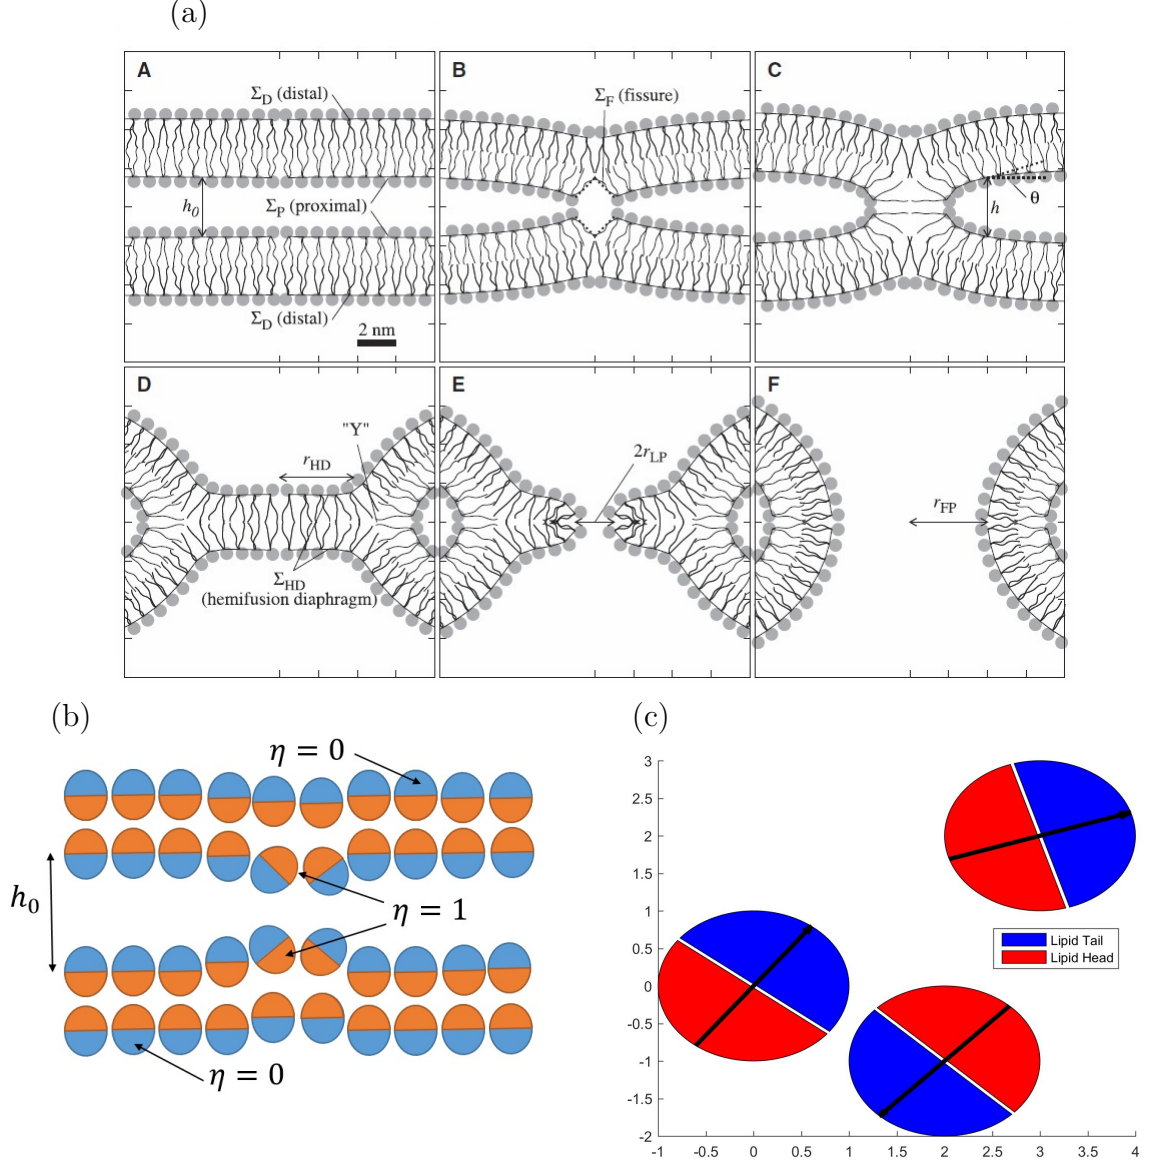 (a)
A
B
C
Σ_D (distal)
Σ_F (fissure)
h_0
Σ_P (proximal)
h
θ
Σ_D (distal)
2 nm
D
E
F
"Y"
r_HD
2r_LP
r_FP
Σ_HD
(hemifusion diaphragm)
(b)
(c)
η = 0
h_0
η = 1
η = 0
3
2.5
2
1.5
1
0.5
0
-0.5
-1
-1.5
-2
Lipid Tail
Lipid Head
-1 -0.5 0 0.5 1 1.5 2 2.5 3 3.5 4